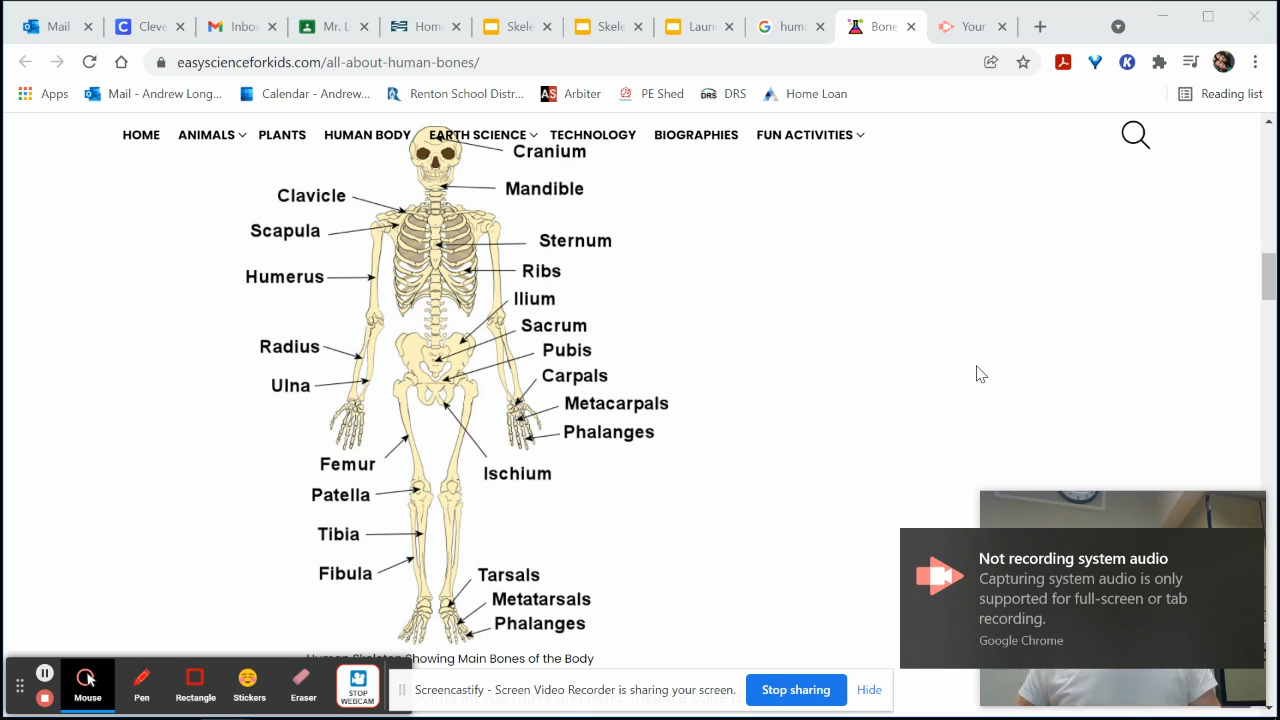 Mail
Cleve
Inbox
Mr. L
Home
Skele
Skele
Laun
hum
Bone
Your
easyscienceforkids.com/all-about-human-bones/
Apps
Mail - Andrew Long...
Calendar - Andrew...
Renton School Distr...
AS Arbiter
PE Shed
DRS DRS
Home Loan
Reading list
HOME ANIMALS PLANTS HUMAN BODY EARTH SCIENCE TECHNOLOGY BIOGRAPHIES FUN ACTIVITIES
Cranium
Mandible
Clavicle
Scapula
Sternum
Ribs
Humerus
Ilium
Sacrum
Radius
Pubis
Carpals
Ulna
Metacarpals
Phalanges
Femur
Ischium
Patella
Tibia
Fibula
Tarsals
Metatarsals
Phalanges
Human Skeleton Showing Main Bones of the Body
Not recording system audio
Capturing system audio is only
supported for full-screen or tab
recording.
Google Chrome
Mouse
Pen
Rectangle
Stickers
Eraser
STOP
WEBCAM
Screencastify - Screen Video Recorder is sharing your screen.
Stop sharing
Hide